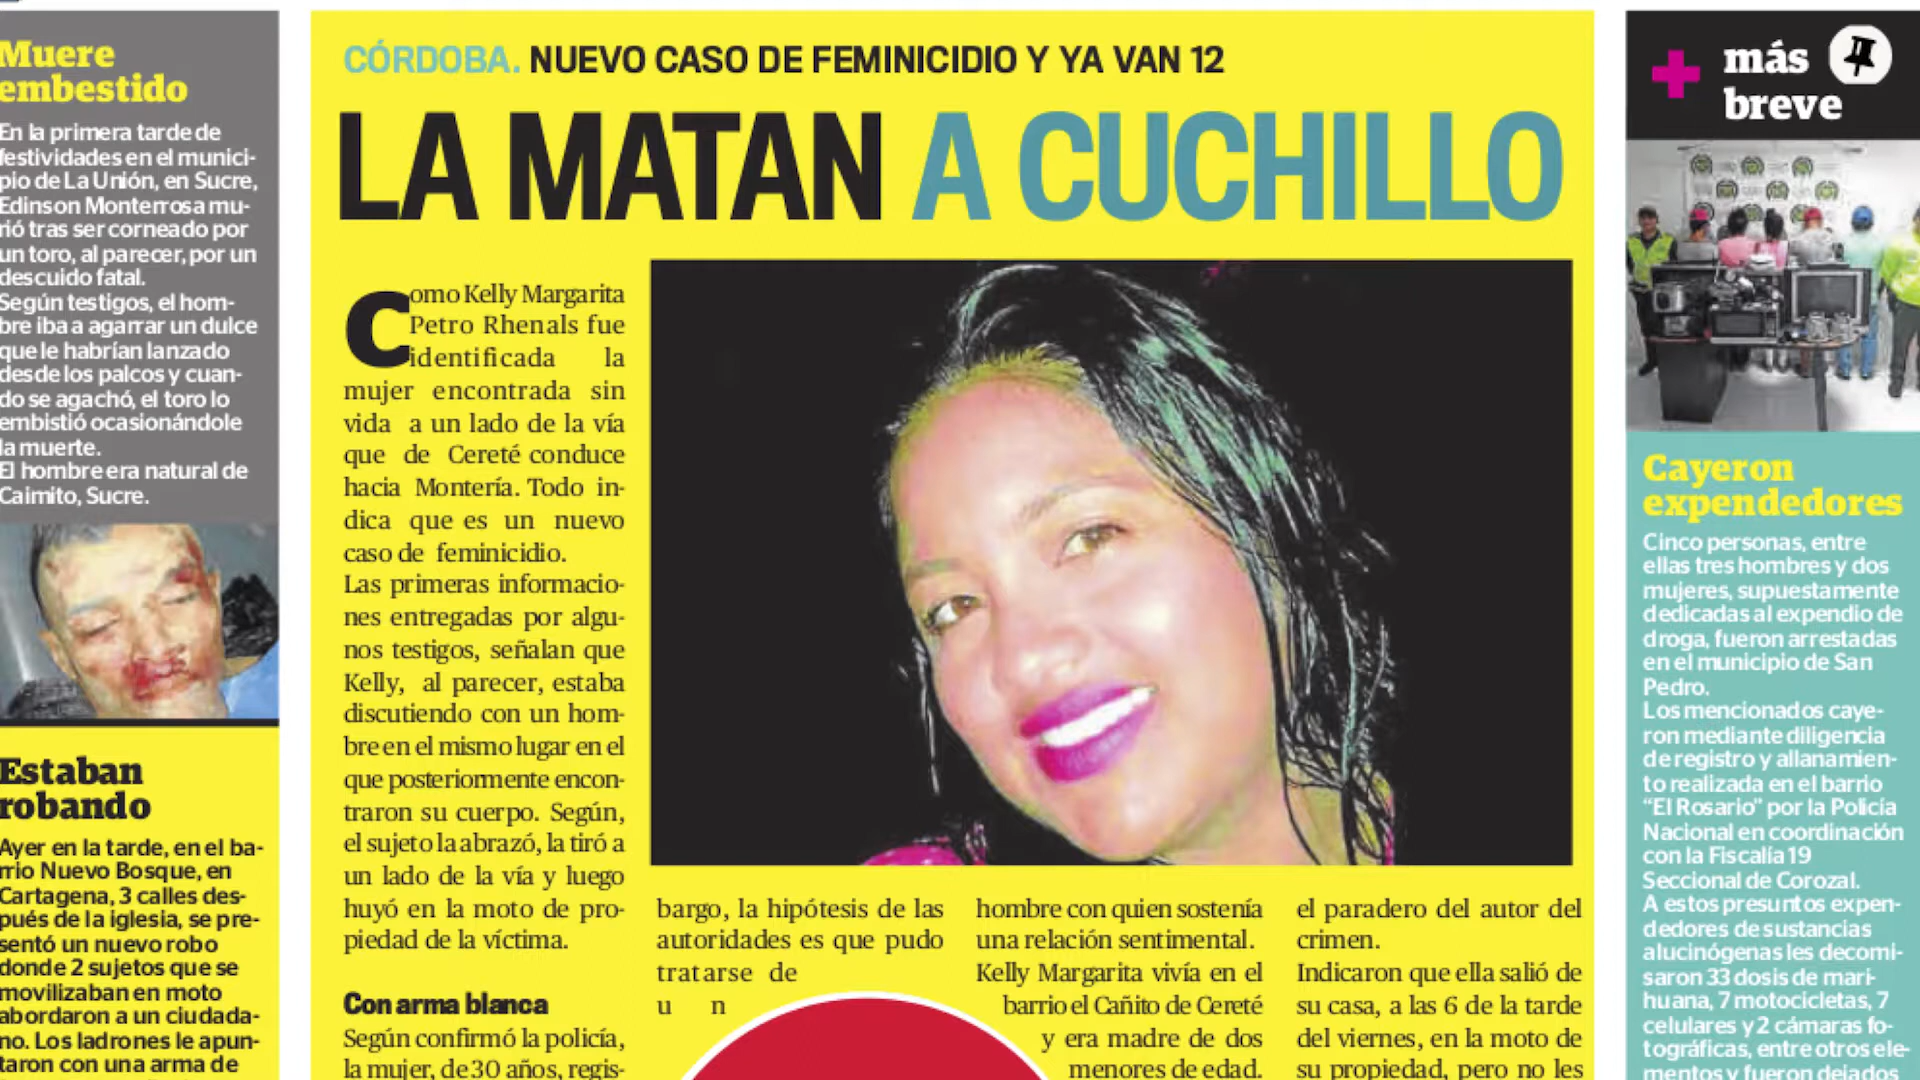 Muere
embestido
En la primera tarde de
festividades en el munici-
pio de La Unión, en Sucre,
Edinson Monterrosa mu-
rió tras ser corneado por
un toro, al parecer, por un
descuido fatal.
Según testigos, el hom-
bre iba a agarrar un dulce
que le habrían lanzado
desde los palcos y cuan-
do se agachó, el toro lo
embistió ocasionándole
la muerte.
El hombre era natural de
Caimito, Sucre.
Estaban
robando
Ayer en la tarde, en el ba-
rrio Nuevo Bosque, en
Cartagena, 3 calles des-
pués de la iglesia, se pre-
sentó un nuevo robo
donde 2 sujetos que se
movilizaban en moto
abordaron a un ciudada-
no. Los ladrones le apun-
taron con una arma de
CÓRDOBA. NUEVO CASO DE FEMINICIDIO Y YA VAN 12
LA MATAN A CUCHILLO
Como Kelly Margarita
Petro Rhenals fue
identificada la
mujer encontrada sin
vida a un lado de la vía
que de Cereté conduce
hacia Montería. Todo in-
dica que es un nuevo
caso de feminicidio.
Las primeras informacio-
nes entregadas por algu-
nos testigos, señalan que
Kelly, al parecer, estaba
discutiendo con un hom-
bre en el mismo lugar en el
que posteriormente encon-
traron su cuerpo. Según,
el sujeto la abrazó, la tiró a
un lado de la vía y luego
huyó en la moto de pro-
piedad de la víctima.
Con arma blanca
Según confirmó la policía,
la mujer, de 30 años, regis-
bargo, la hipótesis de las
autoridades es que pudo
tratarse de
u n
hombre con quien sostenía
una relación sentimental.
Kelly Margarita vivía en el
barrio el Cañito de Cereté
y era madre de dos
menores de edad.
el paradero del autor del
crimen.
Indicaron que ella salió de
su casa, a las 6 de la tarde
del viernes, en la moto de
su propiedad, pero no les
+ más
breve
Cayeron
expendedores
Cinco personas, entre
ellas tres hombres y dos
mujeres, supuestamente
dedicadas al expendio de
droga, fueron arrestadas
en el municipio de San
Pedro.
Los mencionados caye-
ron mediante diligencia
de registro y allanamien-
to realizada en el barrio
“El Rosario” por la Policía
Nacional en coordinación
con la Fiscalía 19
Seccional de Corozal.
A estos presuntos expen-
dedores de sustancias
alucinógenas les decomi-
saron 33 dosis de mari-
huana, 7 motocicletas, 7
celulares y 2 cámaras fo-
tográficas, entre otros ele-
mentos y fueron dejados